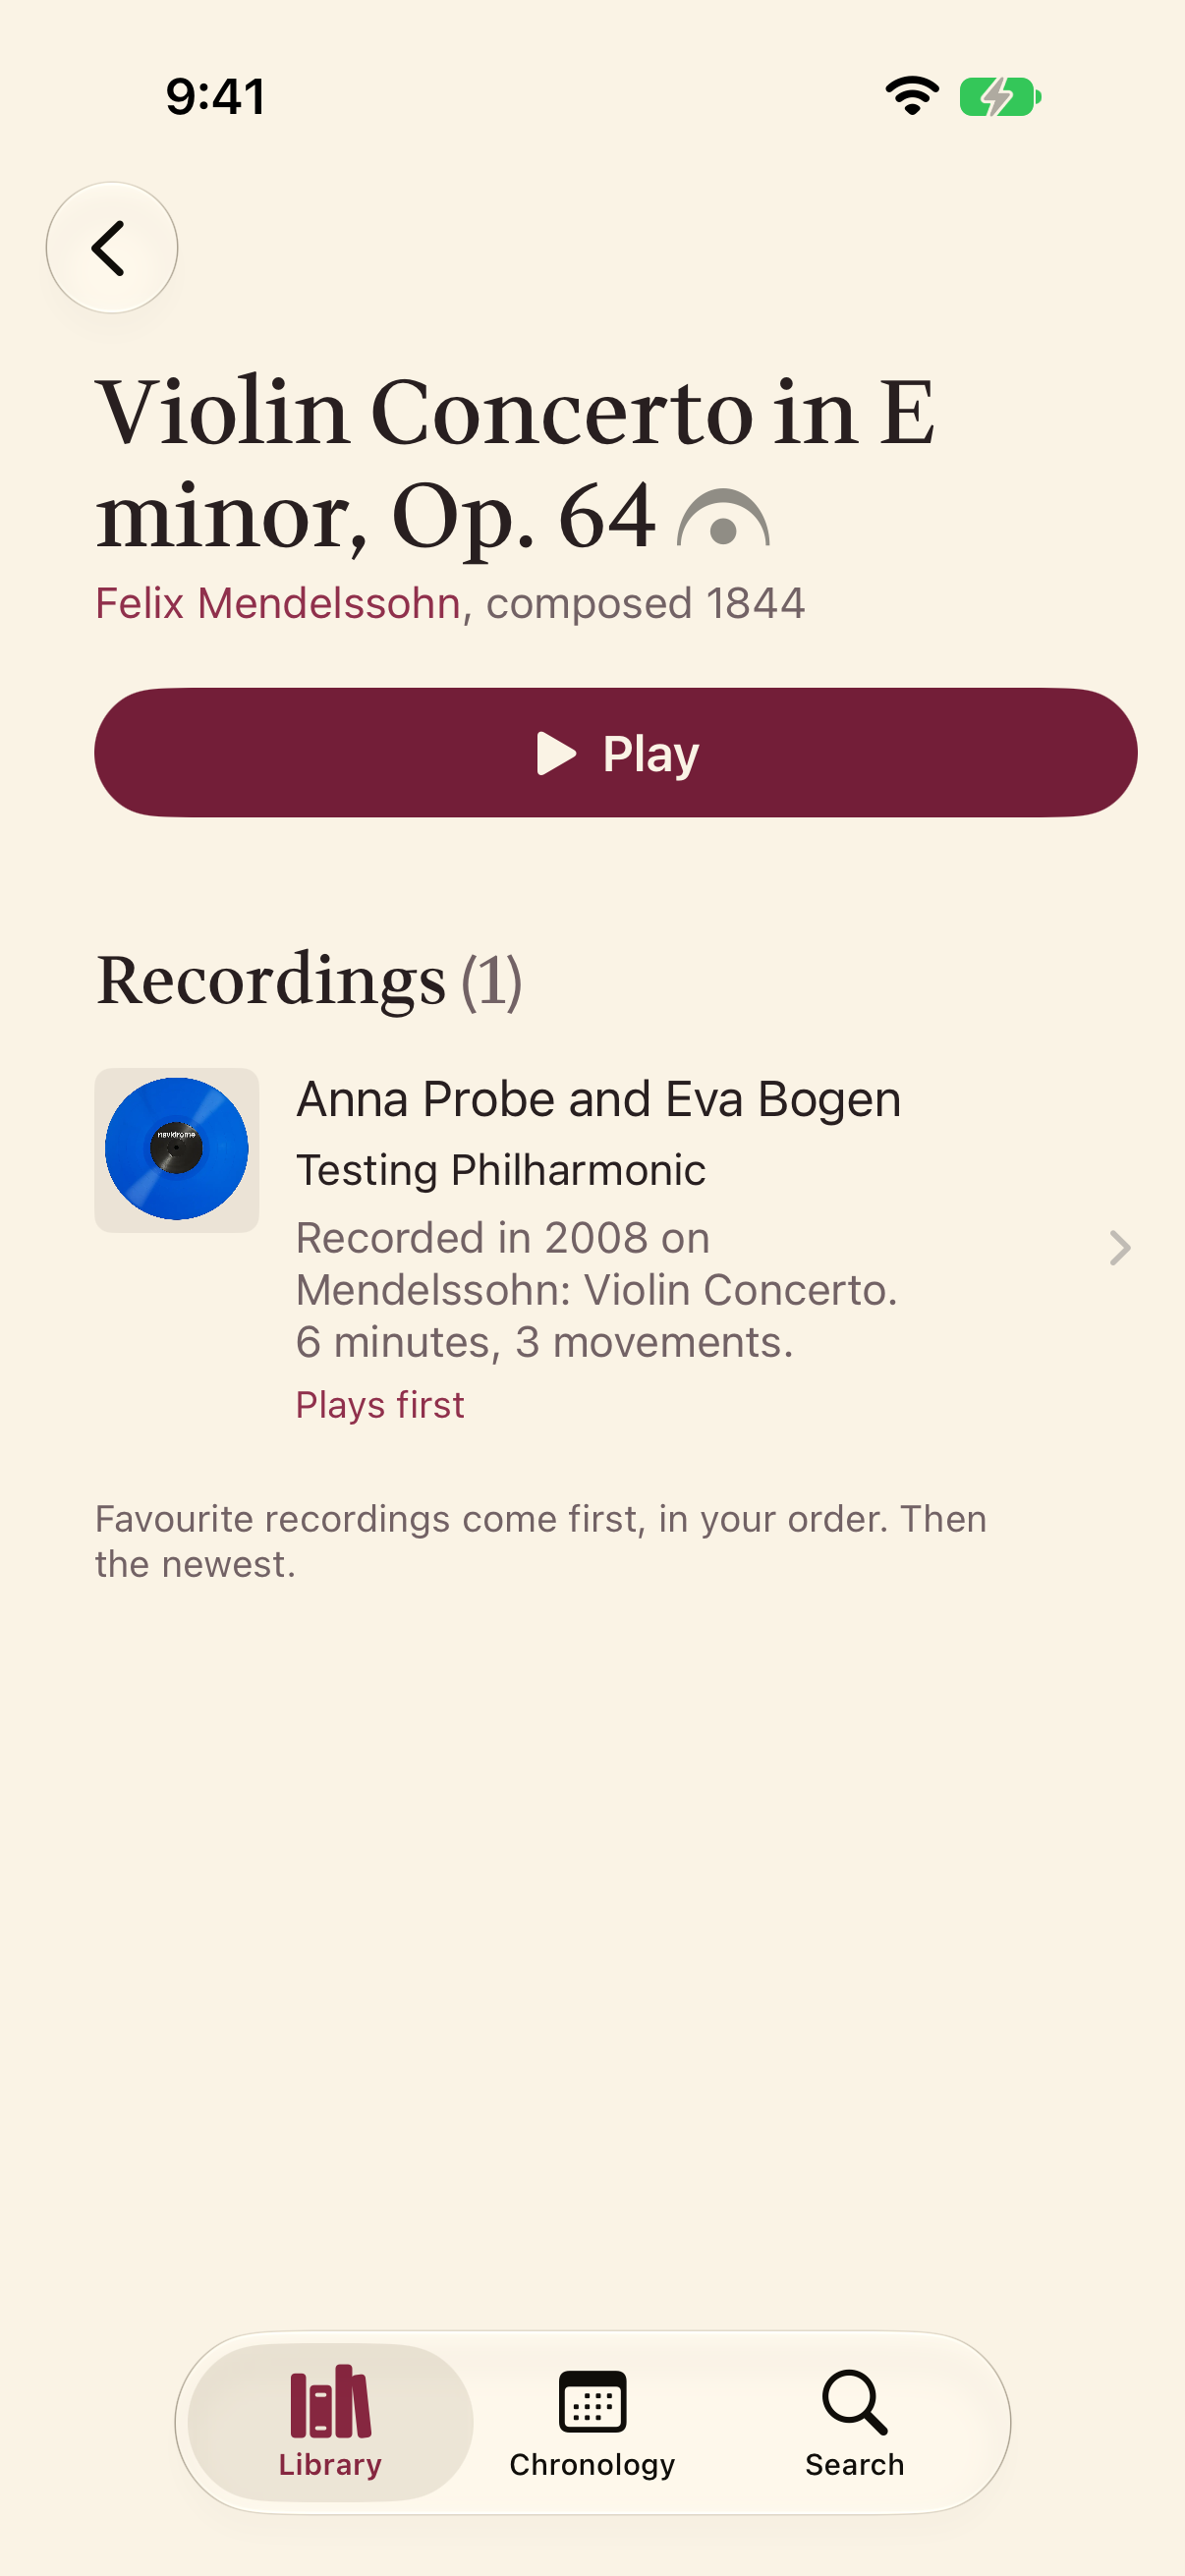 9:41
Violin Concerto in E
minor, Op. 64
Felix Mendelssohn, composed 1844
Play
Recordings (1)
navidrome
Anna Probe and Eva Bogen
Testing Philharmonic
Recorded in 2008 on
Mendelssohn: Violin Concerto.
6 minutes, 3 movements.
Plays first
Favourite recordings come first, in your order. Then
the newest.
Library
Chronology
Search